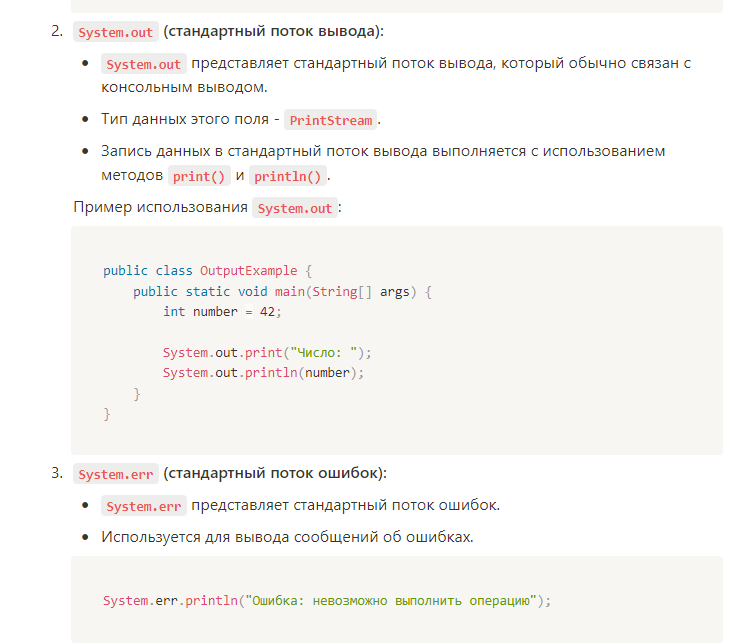 2. System.out (стандартный поток вывода):
• System.out представляет стандартный поток вывода, который обычно связан с
консольным выводом.
• Тип данных этого поля - PrintStream.
• Запись данных в стандартный поток вывода выполняется с использованием
методов print() и println().
Пример использования System.out:
public class OutputExample {
    public static void main(String[] args) {
        int number = 42;

        System.out.print("Число: ");
        System.out.println(number);
    }
}
3. System.err (стандартный поток ошибок):
• System.err представляет стандартный поток ошибок.
• Используется для вывода сообщений об ошибках.
System.err.println("Ошибка: невозможно выполнить операцию");